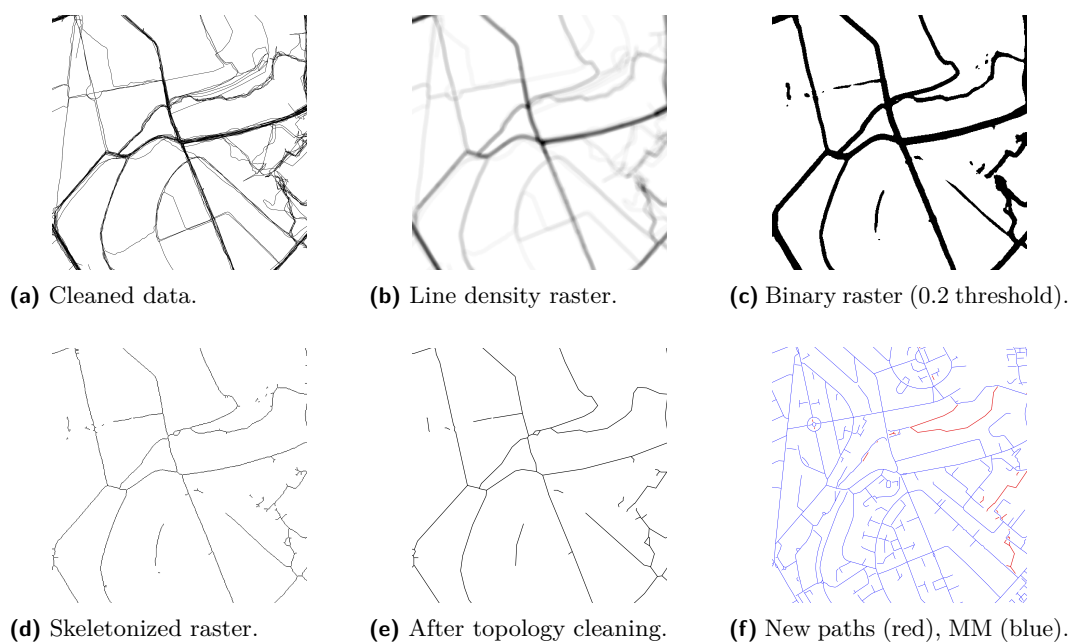 (a) Cleaned data.
(b) Line density raster.
(c) Binary raster (0.2 threshold).
(d) Skeletonized raster.
(e) After topology cleaning.
(f) New paths (red), MM (blue).